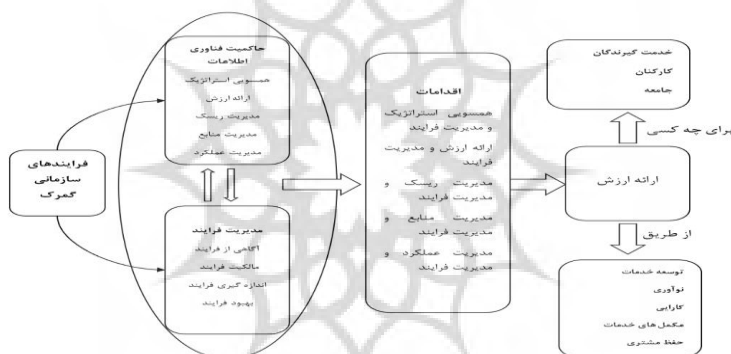 حاکمیت فناوری
اطلاعات
همسویی استراتژیک
ارائه ارزش
مدیریت ریسک
مدیریت منابع
مدیریت عملکرد
فرایندهای
سازمانی
گمرک
مدیریت فرایند
آگاهی از فرایند
مالکیت فرایند
اندازه گیری فرایند
بهبود فرایند
اقدامات
همسویی استراتژیک
و مدیریت فرایند
ارائه ارزش و مدیریت
فرایند
مدیریت ریسک و
مدیریت فرایند
مدیریت منابع و
مدیریت فرایند
مدیریت عملکرد و
مدیریت فرایند
خدمت گیرندگان
کارکنان
جامعه
برای چه کسی
ارائه ارزش
از طریق
توسعه خدمات
نوآوری
کارایی
مکمل های خدمات
حفظ مشتری